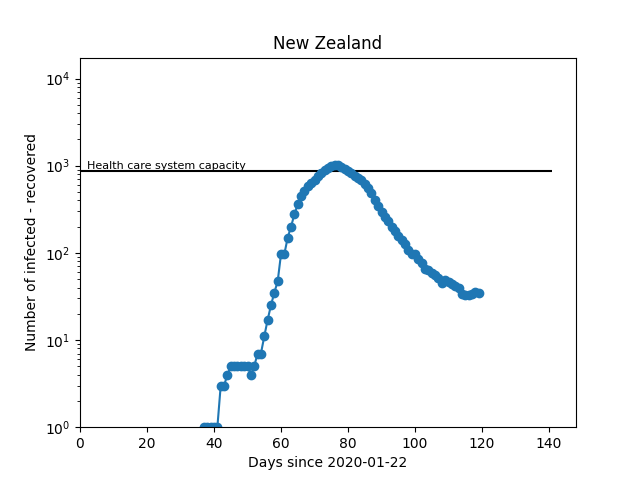 New Zealand
Number of infected - recovered
10^4
10^3
10^2
10^1
10^0
Health care system capacity
0 20 40 60 80 100 120 140
Days since 2020-01-22